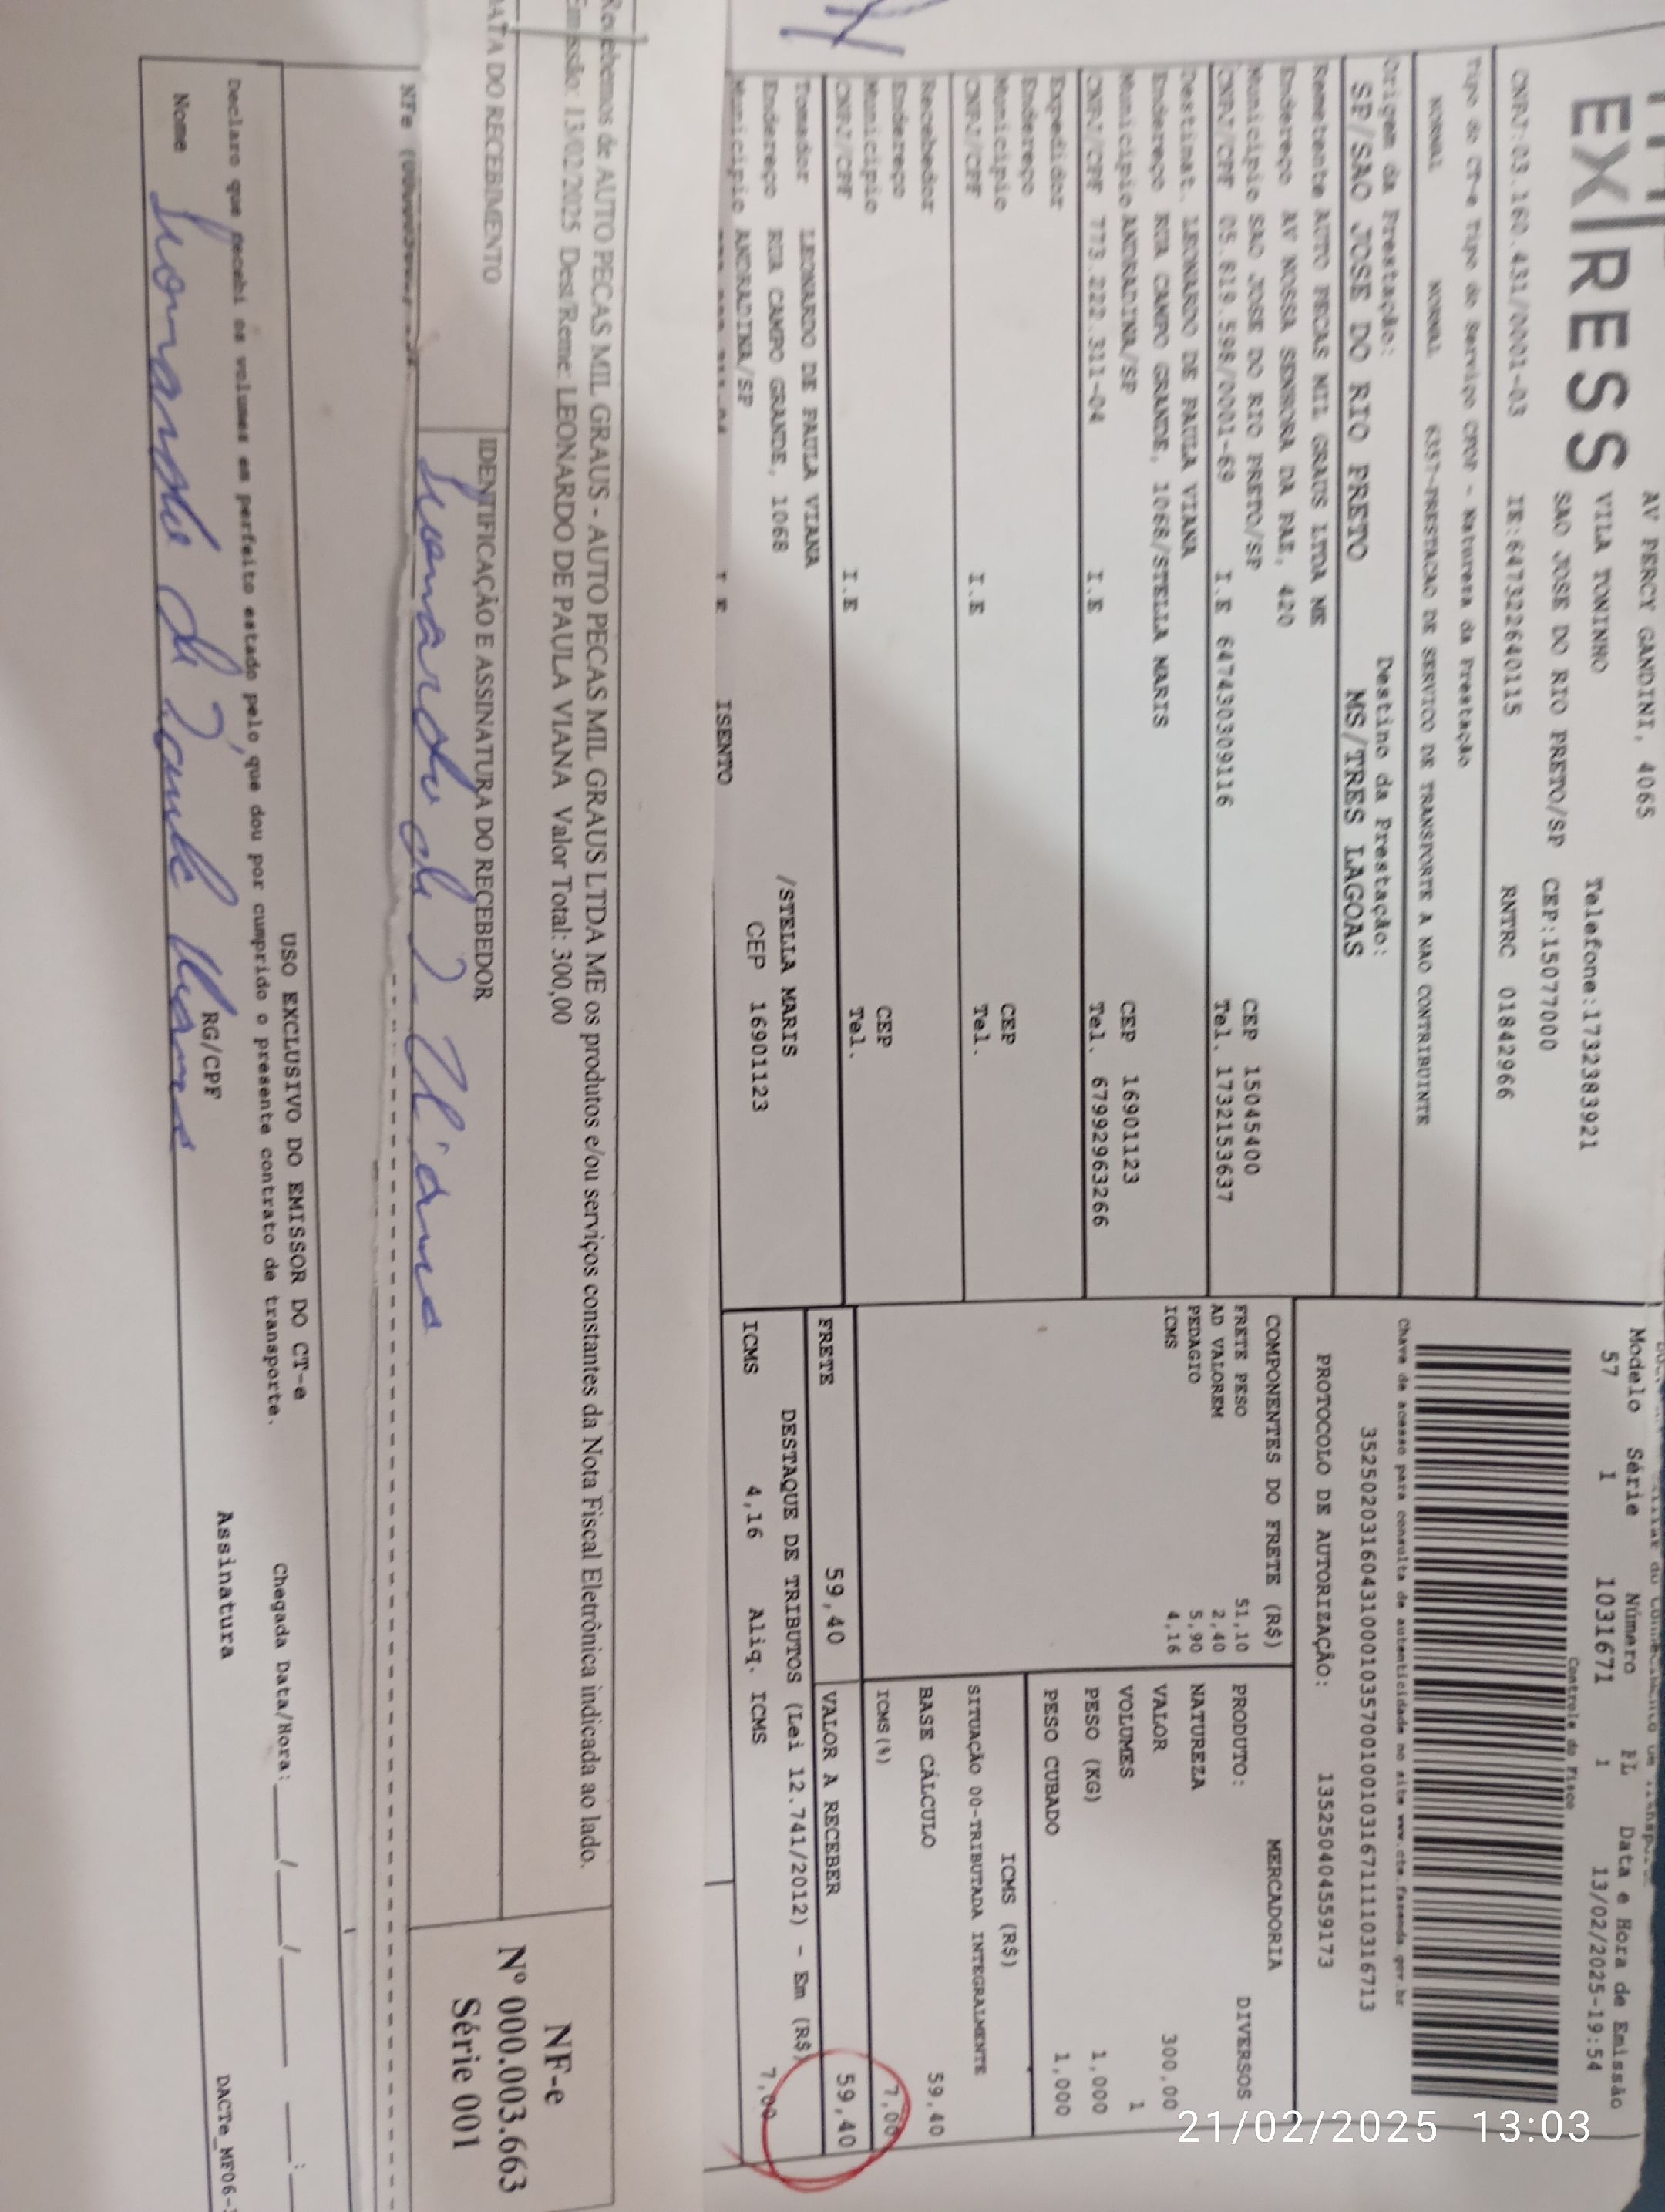 EXPRESS
AV PERCY GANDINI, 4065
VILA TONINHO Telefone:1732383921
SAO JOSE DO RIO PRETO/SP CEP:15077000
CNPJ:03.160.431/0001-03 IE:647322640115 RNTRC 01842966
Modelo Série Número FL Data e Hora de Emissão
57 1 1031671 1 13/02/2025-19:54
Controle do Fisco
Tipo do CT-e Tipo do Serviço CFOP - Natureza da Prestação
NORMAL NORMAL 6357-PRESTACAO DE SERVICO DE TRANSPORTE A NAO CONTRIBUINTE
Chave de acesso para consulta de autenticidade no site www.cte.fazenda.gov.br
35250203160431000103570010010316711110316713
Origem da Prestação: Destino da Prestação:
SP/SAO JOSE DO RIO PRETO MS/TRES LAGOAS
PROTOCOLO DE AUTORIZAÇÃO: 135250404559173
Remetente AUTO PECAS MIL GRAUS LTDA ME
Endereço AV NOSSA SENHORA DA PAZ, 420
Município SAO JOSE DO RIO PRETO/SP CEP 15045400
CNPJ/CPF 05.819.598/0001-69 I.E 647430309116 Tel. 1732153637
Destinat. LEONARDO DE PAULA VIANA
Endereço RUA CAMPO GRANDE, 1068/STELLA MARIS
Município ANDRADINA/SP CEP 16901123
CNPJ/CPF 773.222.311-04 I.E Tel. 67992963266
Expedidor
Endereço
Município CEP
CNPJ/CPF I.E Tel.
Recebedor
Endereço
Município CEP
CNPJ/CPF I.E Tel.
Tomador LEONARDO DE PAULA VIANA
Endereço RUA CAMPO GRANDE, 1068 /STELLA MARIS
Município ANDRADINA/SP CEP 16901123
I E ISENTO
COMPONENTES DO FRETE (R$)
FRETE PESO 51,10
AD VALOREM 2,40
PEDAGIO 5,90
ICMS 4,16
MERCADORIA
PRODUTO: DIVERSOS
NATUREZA
VALOR 300,00
VOLUMES 1
PESO (KG) 1,000
PESO CUBADO 1,000
ICMS (R$)
SITUAÇÃO 00-TRIBUTADA INTEGRALMENTE
BASE CÁLCULO 59,40
ICMS(%) 7,00
FRETE 59,40 VALOR A RECEBER 59,40
DESTAQUE DE TRIBUTOS (Lei 12.741/2012) - Em (R$)
ICMS 4,16 Aliq. ICMS 7,00
Recebemos de AUTO PECAS MIL GRAUS - AUTO PECAS MIL GRAUS LTDA ME os produtos e/ou serviços constantes da Nota Fiscal Eletrônica indicada ao lado.
Emissão: 13/02/2025 Dest/Reme: LEONARDO DE PAULA VIANA Valor Total: 300,00
DATA DO RECEBIMENTO IDENTIFICAÇÃO E ASSINATURA DO RECEBEDOR
Leonardo de P. Viana
NF-e
Nº 000.003.663
Série 001
NFe
USO EXCLUSIVO DO EMISSOR DO CT-e
Declaro que recebi os volumes em perfeito estado pelo que dou por cumprido o presente contrato de transporte.
Chegada Data/Hora:___/___/___ __:__
Nome Leonardo de Paula Viana RG/CPF Assinatura
DACTe_MF06-
21/02/2025 13:03